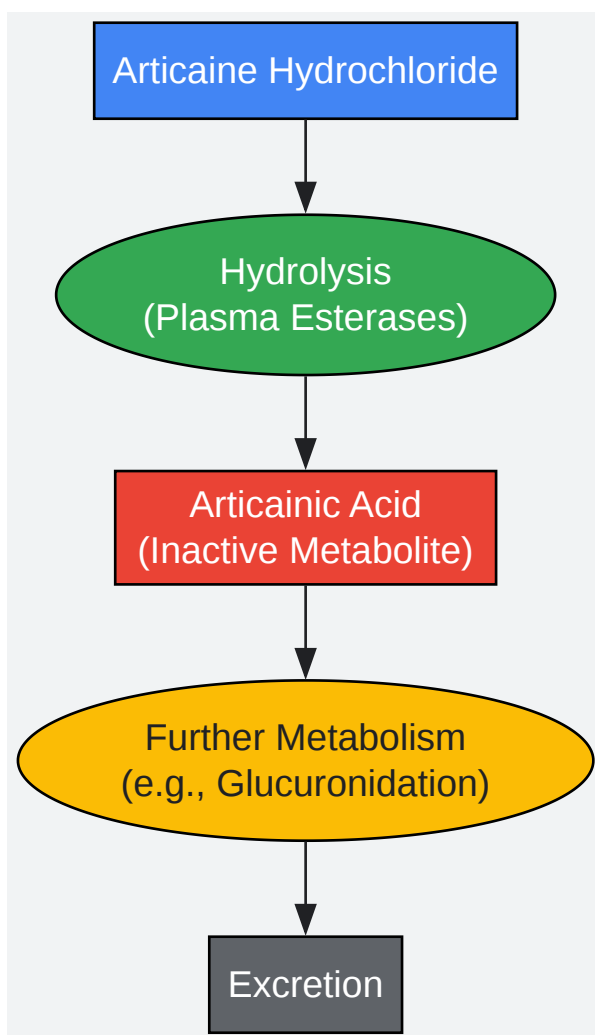 Articaine Hydrochloride
Hydrolysis
(Plasma Esterases)
Articainic Acid
(Inactive Metabolite)
Further Metabolism
(e.g., Glucuronidation)
Excretion